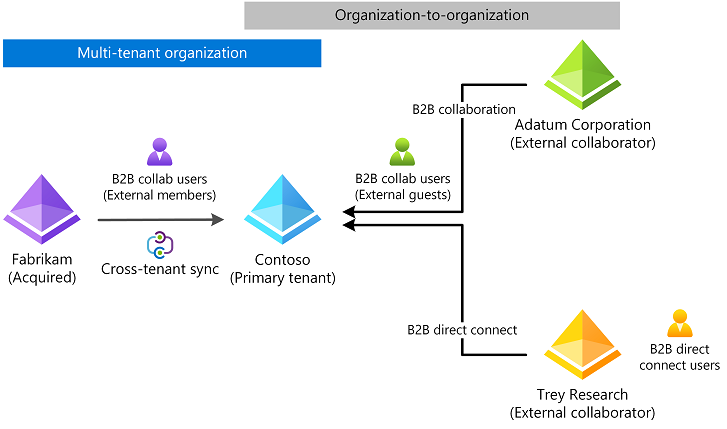 Organization-to-organization
Multi-tenant organization
B2B collaboration
Adatum Corporation
(External collaborator)
B2B collab users
(External members)
B2B collab users
(External guests)
Fabrikam
(Acquired)
Cross-tenant sync
Contoso
(Primary tenant)
B2B direct connect
B2B direct
connect users
Trey Research
(External collaborator)